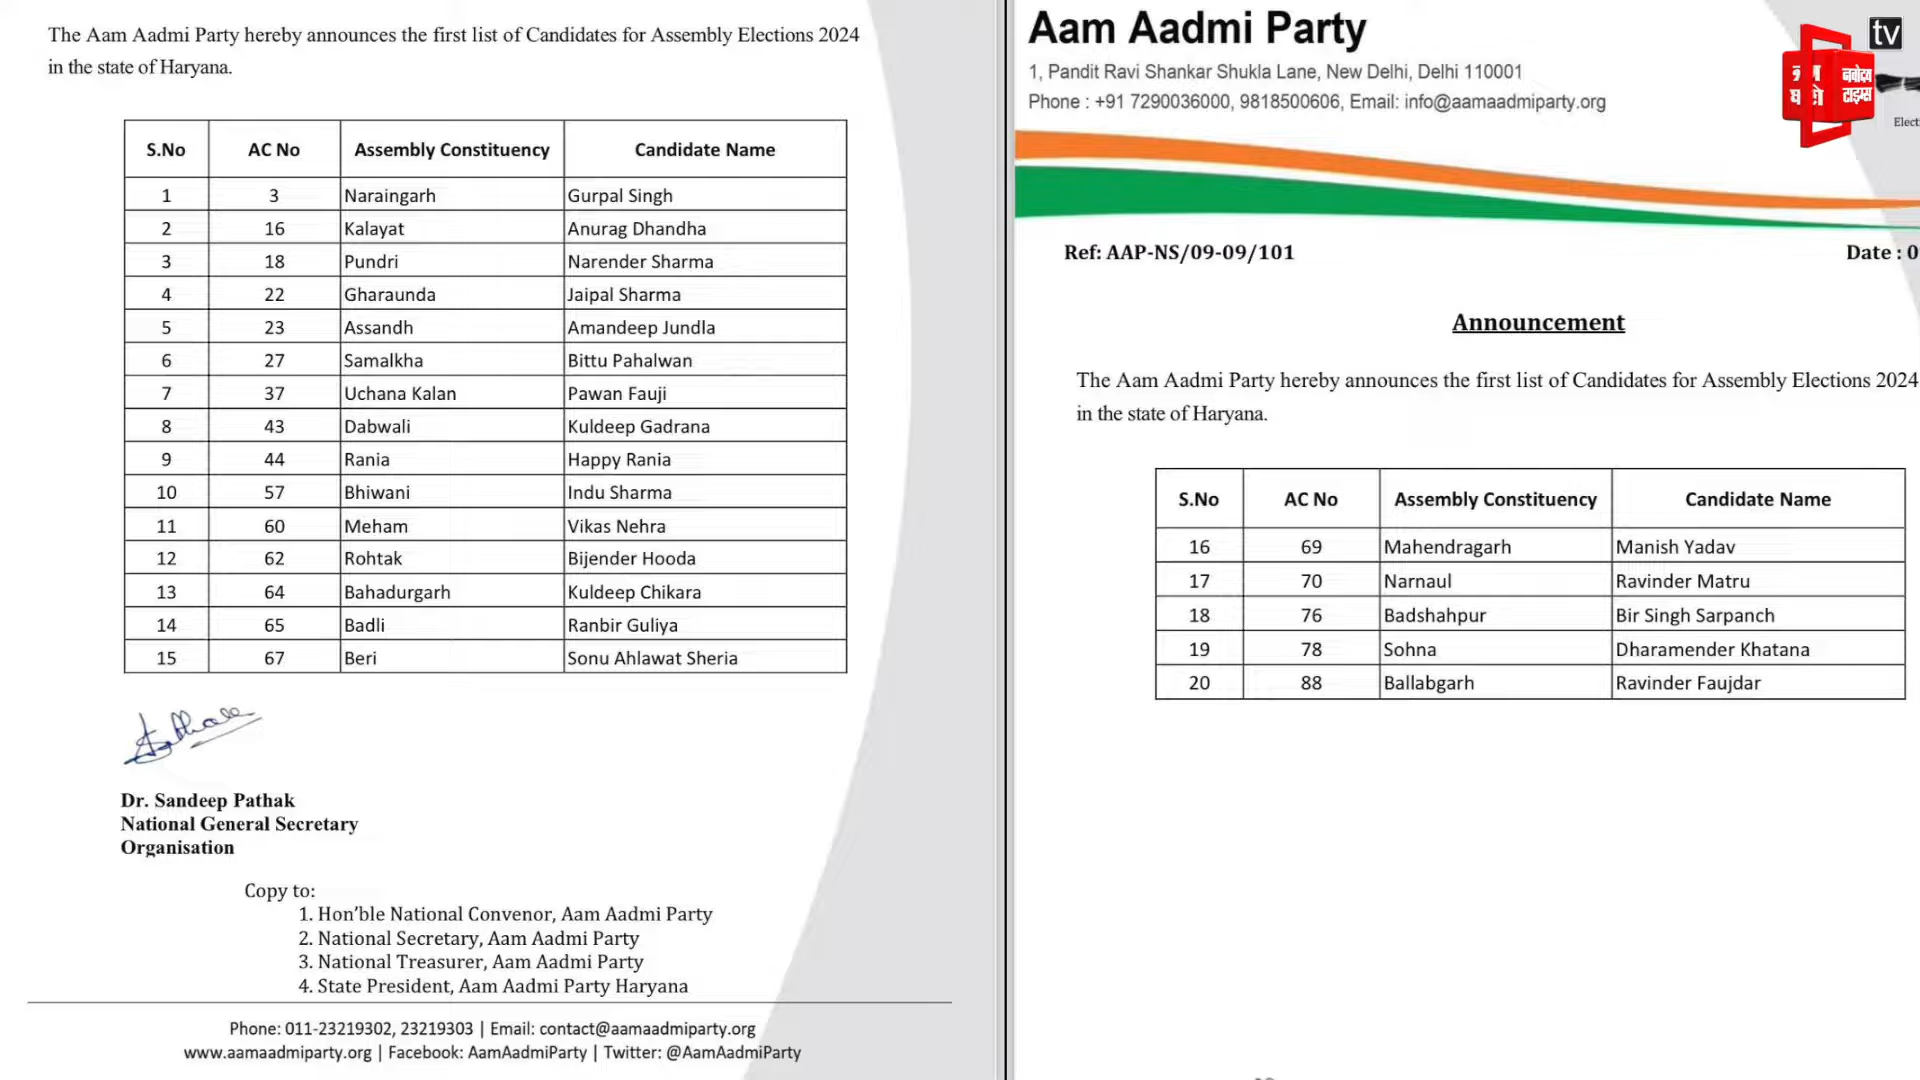 The Aam Aadmi Party hereby announces the first list of Candidates for Assembly Elections 2024
in the state of Haryana.
S.No AC No Assembly Constituency Candidate Name
1 3 Naraingarh Gurpal Singh
2 16 Kalayat Anurag Dhandha
3 18 Pundri Narender Sharma
4 22 Gharaunda Jaipal Sharma
5 23 Assandh Amandeep Jundla
6 27 Samalkha Bittu Pahalwan
7 37 Uchana Kalan Pawan Fauji
8 43 Dabwali Kuldeep Gadrana
9 44 Rania Happy Rania
10 57 Bhiwani Indu Sharma
11 60 Meham Vikas Nehra
12 62 Rohtak Bijender Hooda
13 64 Bahadurgarh Kuldeep Chikara
14 65 Badli Ranbir Guliya
15 67 Beri Sonu Ahlawat Sheria
Dr. Sandeep Pathak
National General Secretary
Organisation
Copy to:
1. Hon’ble National Convenor, Aam Aadmi Party
2. National Secretary, Aam Aadmi Party
3. National Treasurer, Aam Aadmi Party
4. State President, Aam Aadmi Party Haryana
Phone: 011-23219302, 23219303 | Email: contact@aamaadmiparty.org
www.aamaadmiparty.org | Facebook: AamAadmiParty | Twitter: @AamAadmiParty
Aam Aadmi Party
1, Pandit Ravi Shankar Shukla Lane, New Delhi, Delhi 110001
Phone : +91 7290036000, 9818500606, Email: info@aamaadmiparty.org
tv
नवोदय
टाइम्स
Elect
Ref: AAP-NS/09-09/101
Date : 0
Announcement
The Aam Aadmi Party hereby announces the first list of Candidates for Assembly Elections 2024
in the state of Haryana.
S.No AC No Assembly Constituency Candidate Name
16 69 Mahendragarh Manish Yadav
17 70 Narnaul Ravinder Matru
18 76 Badshahpur Bir Singh Sarpanch
19 78 Sohna Dharamender Khatana
20 88 Ballabgarh Ravinder Faujdar